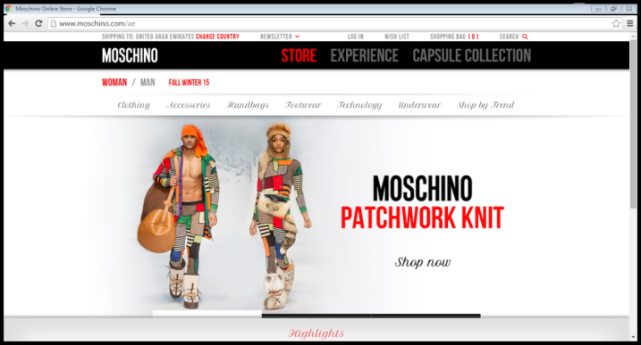 Moschino Online Store - Google Chrome
www.moschino.com/ae
SHIPPING TO: UNITED ARAB EMIRATES CHANGE COUNTRY NEWSLETTER LOG IN WISH LIST SHOPPING BAG ( 0 ) SEARCH
MOSCHINO STORE EXPERIENCE CAPSULE COLLECTION
WOMAN / MAN FALL WINTER 15
Clothing Accessories Handbags Footwear Technology Underwear Shop by Trend
MOSCHINO
PATCHWORK KNIT
Shop now
Highlights